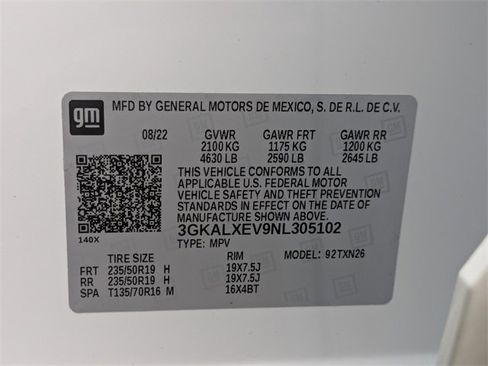 gm
MFD BY GENERAL MOTORS DE MEXICO, S. DE R.L. DE C.V.
08/22 GVWR GAWR FRT GAWR RR
2100 KG 1175 KG 1200 KG
4630 LB 2590 LB 2645 LB
THIS VEHICLE CONFORMS TO ALL
APPLICABLE U.S. FEDERAL MOTOR
VEHICLE SAFETY AND THEFT PREVENTION
STANDARDS IN EFFECT ON THE DATE OF
MANUFACTURE SHOWN ABOVE.
3GKALXEV9NL305102
140X TYPE: MPV MODEL: 92TXN26
TIRE SIZE RIM
FRT 235/50R19 H 19X7.5J
RR 235/50R19 H 19X7.5J
SPA T135/70R16 M 16X4BT